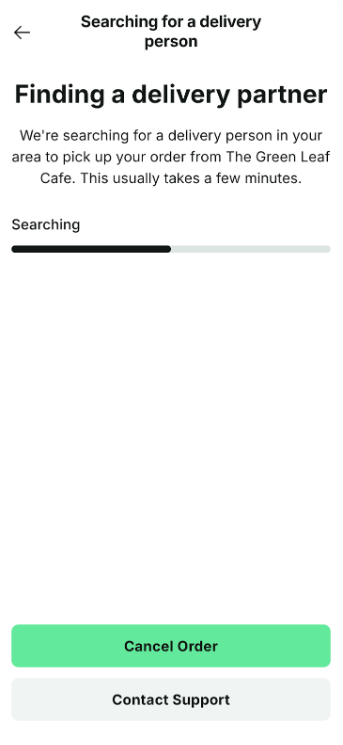 Searching for a delivery
person
Finding a delivery partner
We're searching for a delivery person in your
area to pick up your order from The Green Leaf
Cafe. This usually takes a few minutes.
Searching
Cancel Order
Contact Support